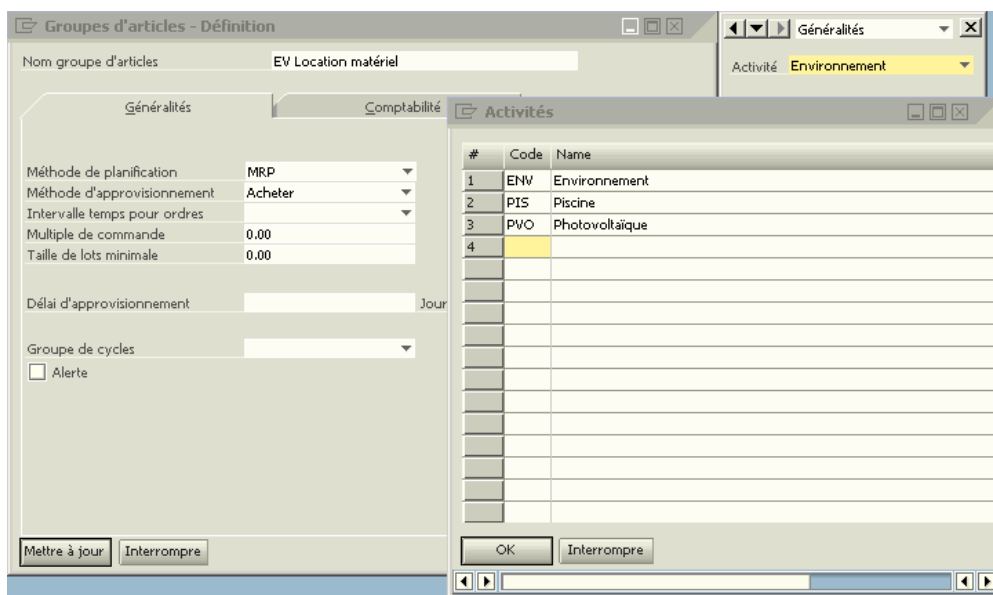 Groupes d'articles - Définition
Nom groupe d'articles EV Location matériel
Généralités Comptabilité
Méthode de planification MRP
Méthode d'approvisionnement Acheter
Intervalle temps pour ordres
Multiple de commande 0.00
Taille de lots minimale 0.00
Délai d'approvisionnement Jour
Groupe de cycles
Alerte
Mettre à jour Interrompre
Généralités
Activité Environnement
Activités
# Code Name
1 ENV Environnement
2 PIS Piscine
3 PVO Photovoltaïque
4
OK Interrompre